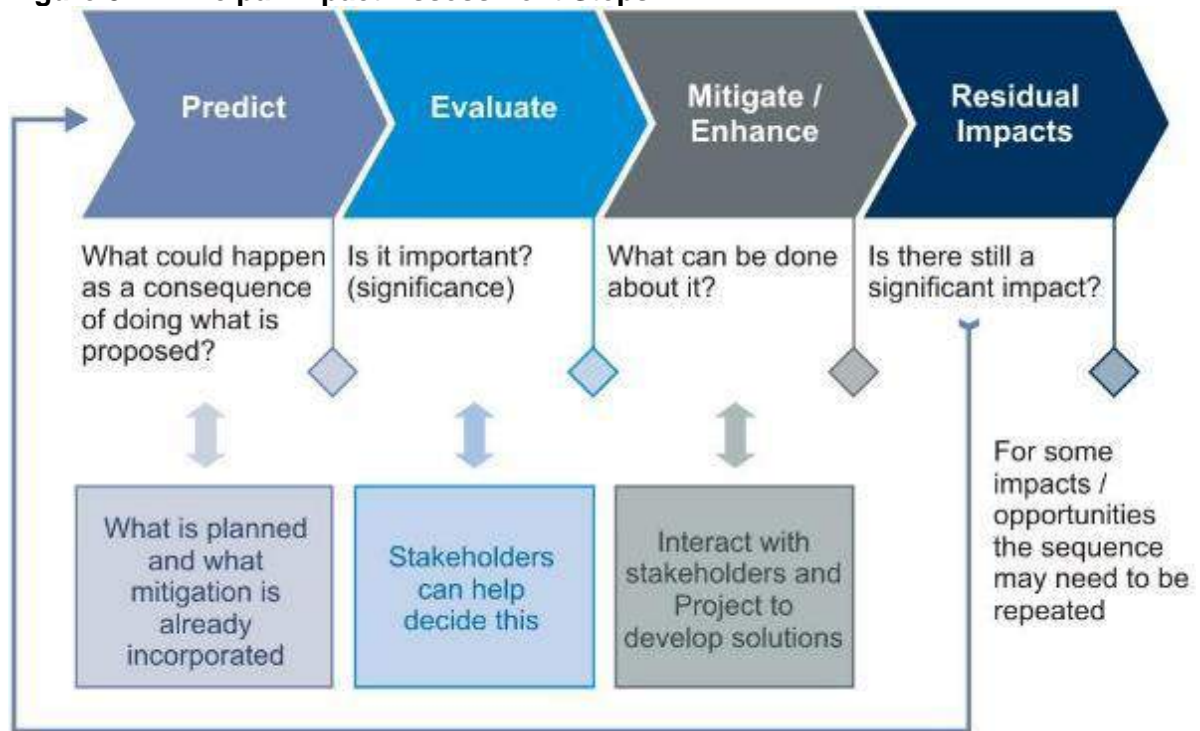 Predict
Evaluate
Mitigate /
Enhance
Residual
Impacts
What could happen
as a consequence
of doing what is
proposed?
Is it important?
(significance)
What can be done
about it?
Is there still a
significant impact?
What is planned
and what
mitigation is
already
incorporated
Stakeholders
can help
decide this
Interact with
stakeholders and
Project to
develop solutions
For some
impacts /
opportunities
the sequence
may need to be
repeated